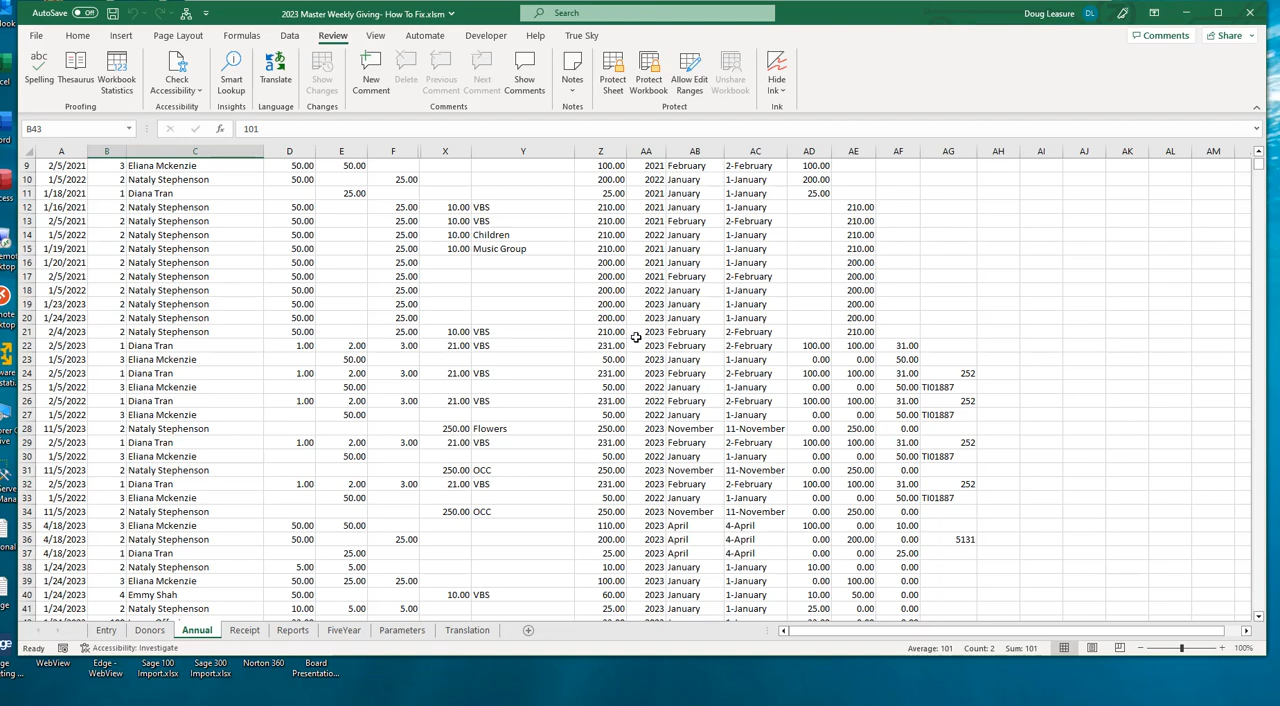 ook AutoSave Off 2023 Master Weekly Giving- How To Fix.xlsm Search Doug Leasure DL
File Home Insert Page Layout Formulas Data Review View Automate Developer Help True Sky Comments Share
Spelling Thesaurus Workbook Statistics Check Accessibility Smart Lookup Translate Show Changes New Comment Delete Previous Comment Next Comment Show Comments Notes Protect Sheet Protect Workbook Allow Edit Ranges Unshare Workbook Hide Ink
Proofing Accessibility Insights Language Changes Comments Notes Protect Ink
B43 fx 101
A B C D E F X Y Z AA AB AC AD AE AF AG AH AI AJ AK AL AM
9 2/5/2021 3 Eliana Mckenzie 50.00 50.00 100.00 2021 February 2-February 100.00
10 1/5/2022 2 Nataly Stephenson 50.00 25.00 200.00 2022 January 1-January 200.00
11 1/18/2021 1 Diana Tran 25.00 25.00 2021 January 1-January 25.00
12 1/16/2021 2 Nataly Stephenson 50.00 25.00 10.00 VBS 210.00 2021 January 1-January 210.00
13 2/5/2021 2 Nataly Stephenson 50.00 25.00 10.00 VBS 210.00 2021 February 2-February 210.00
14 1/5/2022 2 Nataly Stephenson 50.00 25.00 10.00 Children 210.00 2022 January 1-January 210.00
15 1/19/2021 2 Nataly Stephenson 50.00 25.00 10.00 Music Group 210.00 2021 January 1-January 210.00
16 1/20/2021 2 Nataly Stephenson 50.00 25.00 200.00 2021 January 1-January 200.00
17 2/5/2021 2 Nataly Stephenson 50.00 25.00 200.00 2021 February 2-February 200.00
18 1/5/2022 2 Nataly Stephenson 50.00 25.00 200.00 2022 January 1-January 200.00
19 1/23/2023 2 Nataly Stephenson 50.00 25.00 200.00 2023 January 1-January 200.00
20 1/24/2023 2 Nataly Stephenson 50.00 25.00 200.00 2023 January 1-January 200.00
21 2/4/2023 2 Nataly Stephenson 50.00 25.00 10.00 VBS 210.00 2023 February 2-February 210.00
22 2/5/2023 1 Diana Tran 1.00 2.00 3.00 21.00 VBS 231.00 2023 February 2-February 100.00 100.00 31.00
23 1/5/2023 3 Eliana Mckenzie 50.00 50.00 2023 January 1-January 0.00 0.00 50.00
24 2/5/2023 1 Diana Tran 1.00 2.00 3.00 21.00 VBS 231.00 2023 February 2-February 100.00 100.00 31.00 252
25 1/5/2022 3 Eliana Mckenzie 50.00 50.00 2022 January 1-January 0.00 0.00 50.00 TI01887
26 2/5/2022 1 Diana Tran 1.00 2.00 3.00 21.00 VBS 231.00 2022 February 2-February 100.00 100.00 31.00 252
27 1/5/2022 3 Eliana Mckenzie 50.00 50.00 2022 January 1-January 0.00 0.00 50.00 TI01887
28 11/5/2023 2 Nataly Stephenson 250.00 Flowers 250.00 2023 November 11-November 0.00 250.00 0.00
29 2/5/2023 1 Diana Tran 1.00 2.00 3.00 21.00 VBS 231.00 2023 February 2-February 100.00 100.00 31.00 252
30 1/5/2022 3 Eliana Mckenzie 50.00 50.00 2022 January 1-January 0.00 0.00 50.00 TI01887
31 11/5/2023 2 Nataly Stephenson 250.00 OCC 250.00 2023 November 11-November 0.00 250.00 0.00
32 2/5/2023 1 Diana Tran 1.00 2.00 3.00 21.00 VBS 231.00 2023 February 2-February 100.00 100.00 31.00 252
33 1/5/2022 3 Eliana Mckenzie 50.00 50.00 2022 January 1-January 0.00 0.00 50.00 TI01887
34 11/5/2023 2 Nataly Stephenson 250.00 OCC 250.00 2023 November 11-November 0.00 250.00 0.00
35 4/18/2023 3 Eliana Mckenzie 50.00 50.00 110.00 2023 April 4-April 100.00 0.00 10.00
36 4/18/2023 2 Nataly Stephenson 50.00 25.00 200.00 2023 April 4-April 0.00 200.00 0.00 5131
37 4/18/2023 1 Diana Tran 25.00 25.00 2023 April 4-April 0.00 0.00 25.00
38 1/24/2023 2 Nataly Stephenson 5.00 5.00 10.00 2023 January 1-January 10.00 0.00 0.00
39 1/24/2023 3 Eliana Mckenzie 50.00 25.00 25.00 100.00 2023 January 1-January 0.00 100.00 0.00
40 1/24/2023 4 Emmy Shah 50.00 10.00 VBS 60.00 2023 January 1-January 10.00 50.00 0.00
41 1/24/2023 2 Nataly Stephenson 10.00 5.00 5.00 25.00 2023 January 1-January 25.00 0.00 0.00
Entry Donors Annual Receipt Reports FiveYear Parameters Translation
Ready Accessibility: Investigate Average: 101 Count: 2 Sum: 101 100%
WebView Edge - WebView Sage 100 Import.xlsx Sage 300 Import.xlsx Norton 360 Board Presentatio...